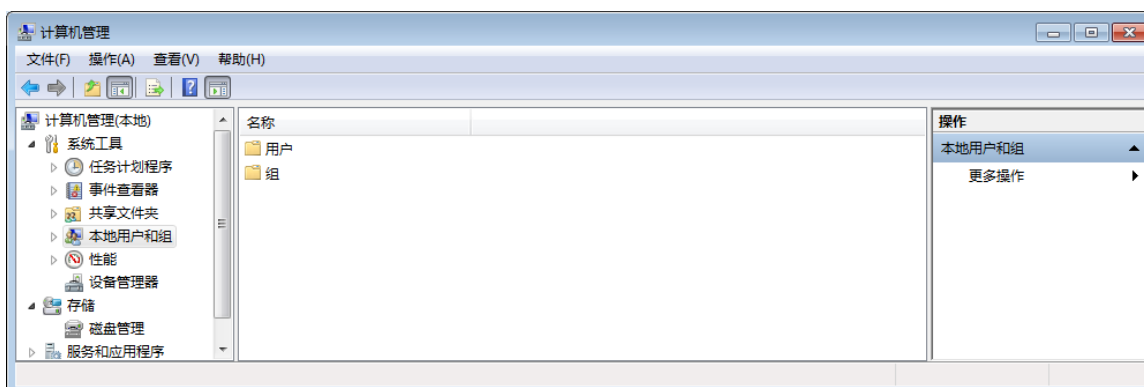 计算机管理
文件(F) 操作(A) 查看(V) 帮助(H)
计算机管理(本地)
系统工具
任务计划程序
事件查看器
共享文件夹
本地用户和组
性能
设备管理器
存储
磁盘管理
服务和应用程序
名称
用户
组
操作
本地用户和组
更多操作